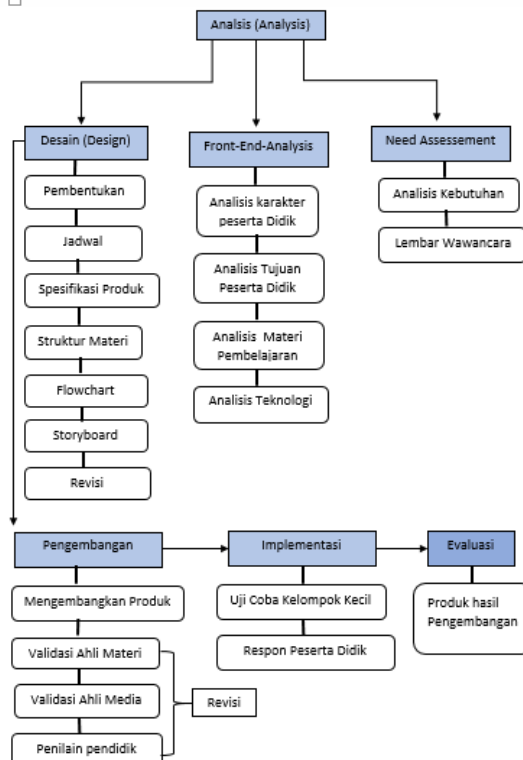 Analsis (Analysis)
Desain (Design)
Front-End-Analysis
Need Assessement
Pembentukan
Jadwal
Spesifikasi Produk
Struktur Materi
Flowchart
Storyboard
Revisi
Analisis karakter
peserta Didik
Analisis Tujuan
Peserta Didik
Analisis Materi
Pembelajaran
Analisis Teknologi
Analisis Kebutuhan
Lembar Wawancara
Pengembangan
Implementasi
Evaluasi
Mengembangkan Produk
Validasi Ahli Materi
Validasi Ahli Media
Penilain pendidik
Revisi
Uji Coba Kelompok Kecil
Respon Peserta Didik
Produk hasil
Pengembangan